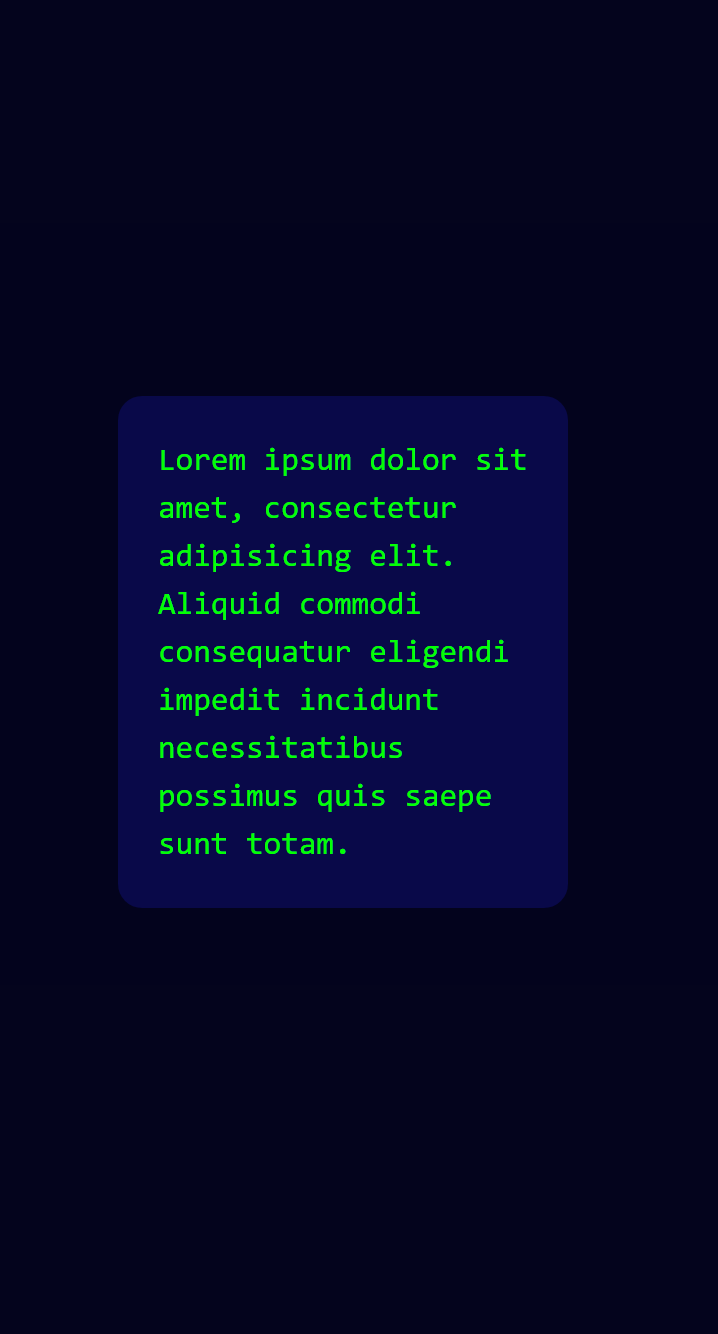 Lorem ipsum dolor sit
amet, consectetur
adipisicing elit.
Aliquid commodi
consequatur eligendi
impedit incidunt
necessitatibus
possimus quis saepe
sunt totam.